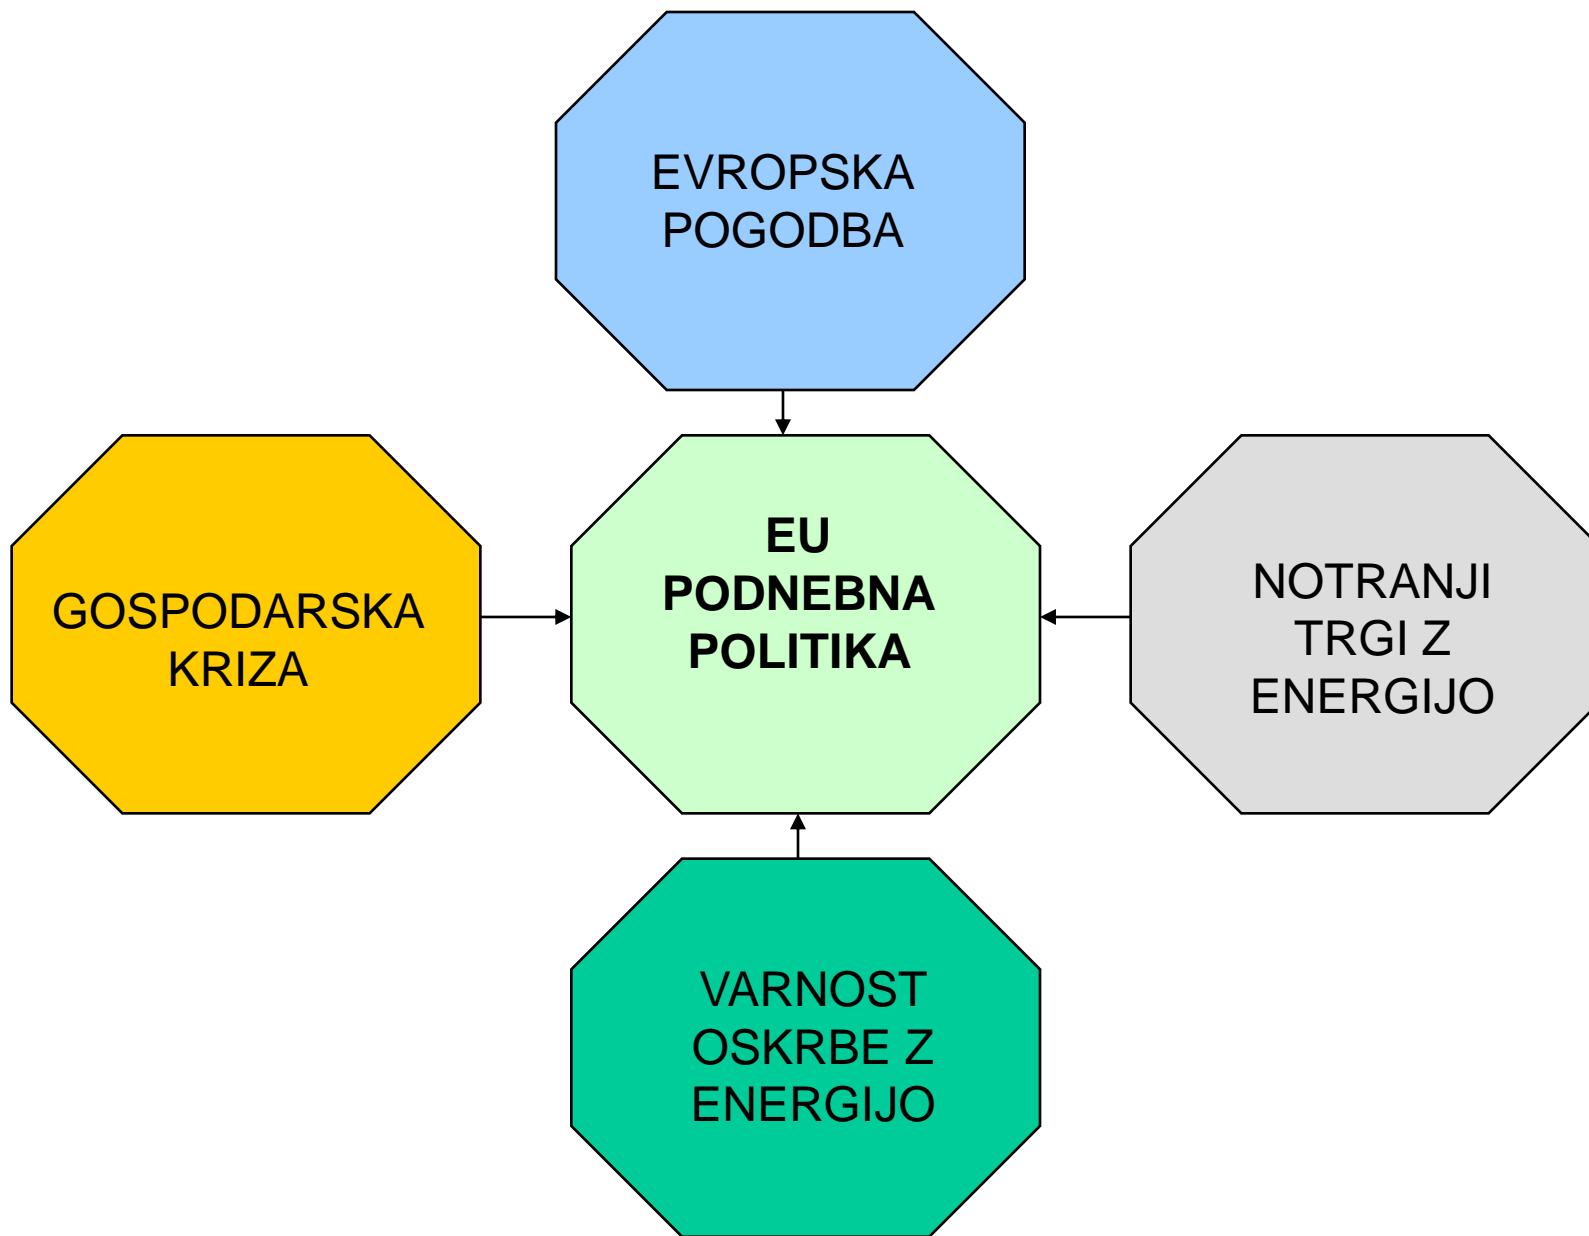 EVROPSKA
POGODBA
GOSPODARSKA
KRIZA
EU
PODNEBNA
POLITIKA
NOTRANJI
TRGI Z
ENERGIJO
VARNOST
OSKRBE Z
ENERGIJO